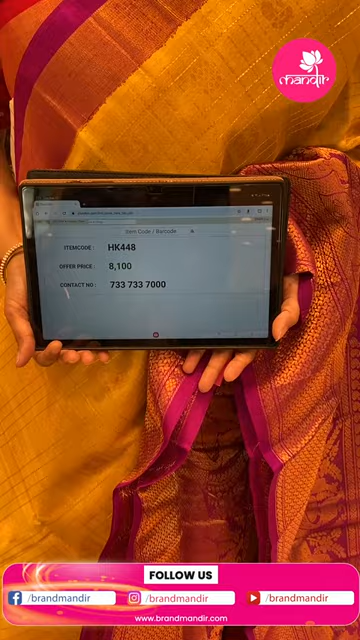 mandir
Item Code / Barcode
ITEMCODE : HK448
OFFER PRICE : 8,100
CONTACT NO : 733 733 7000
FOLLOW US
/brandmandir /brandmandir /brandmandir
www.brandmandir.com